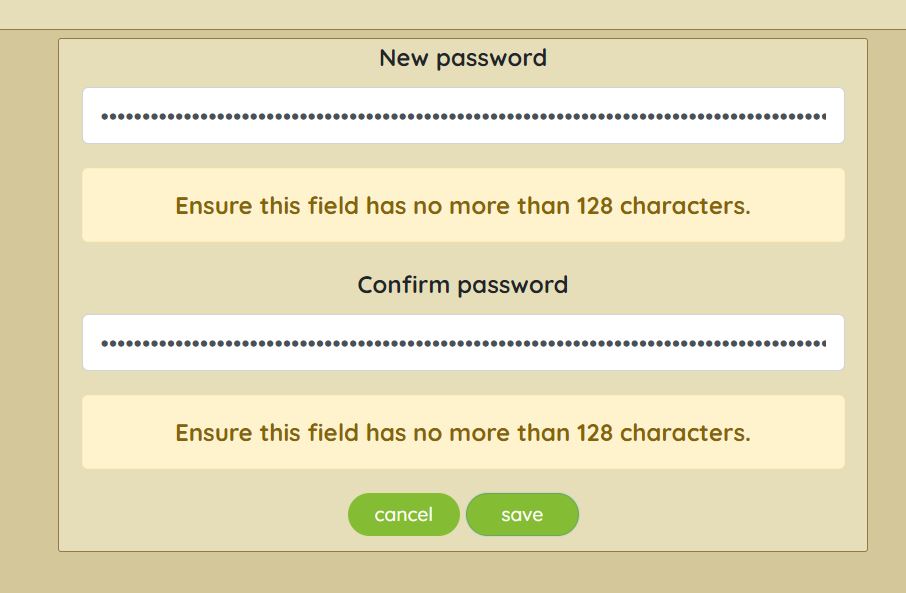 New password
Ensure this field has no more than 128 characters.
Confirm password
Ensure this field has no more than 128 characters.
cancel save